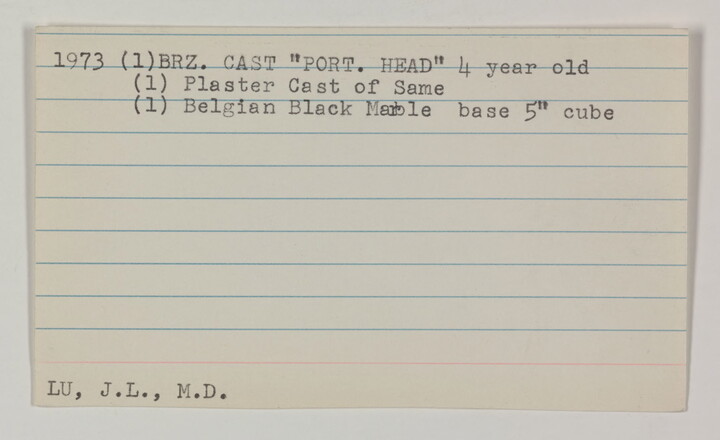 1973 (1)BRZ. CAST "PORT. HEAD" 4 year old
(1) Plaster Cast of Same
(1) Belgian Black Marble base 5" cube
LU, J.L., M.D.